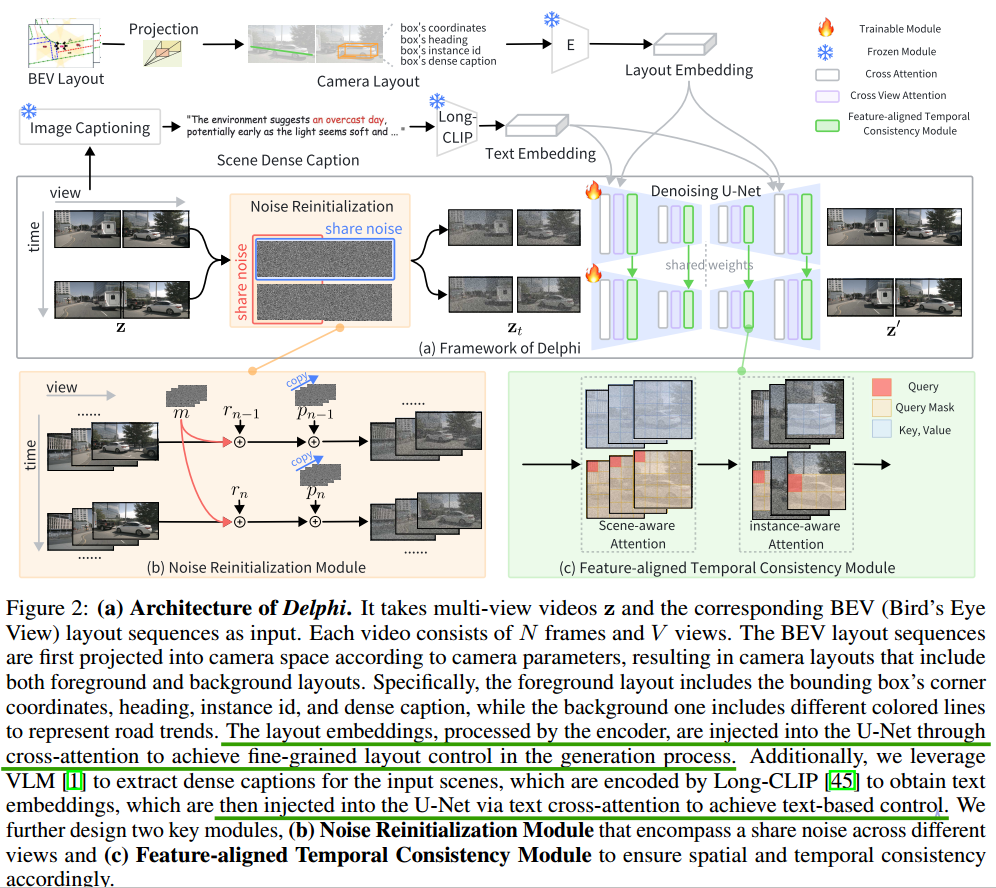 BEV Layout
Projection
box's coordinates
box's heading
box's instance id
box's dense caption
Camera Layout
E
Layout Embedding
Trainable Module
Frozen Module
Cross Attention
Cross View Attention
Feature-aligned Temporal
Consistency Module
Image Captioning
"The environment suggests an overcast day,
potentially early as the light seems soft and ... "
Scene Dense Caption
Long-
CLIP
Text Embedding
view
time
z
Noise Reinitialization
share noise
share noise
z_t
Denoising U-Net
shared weights
z′
(a) Framework of Delphi
view
time
......
......
m
r_{n−1}
copy
p_{n−1}
......
copy
r_n
p_n
......
(b) Noise Reinitialization Module
Query
Query Mask
Key, Value
Scene-aware
Attention
instance-aware
Attention
(c) Feature-aligned Temporal Consistency Module
Figure 2: (a) Architecture of Delphi. It takes multi-view videos z and the corresponding BEV (Bird's Eye
View) layout sequences as input. Each video consists of N frames and V views. The BEV layout sequences
are first projected into camera space according to camera parameters, resulting in camera layouts that include
both foreground and background layouts. Specifically, the foreground layout includes the bounding box's corner
coordinates, heading, instance id, and dense caption, while the background one includes different colored lines
to represent road trends. The layout embeddings, processed by the encoder, are injected into the U-Net through
cross-attention to achieve fine-grained layout control in the generation process. Additionally, we leverage
VLM [1] to extract dense captions for the input scenes, which are encoded by Long-CLIP [45] to obtain text
embeddings, which are then injected into the U-Net via text cross-attention to achieve text-based control. We
further design two key modules, (b) Noise Reinitialization Module that encompass a share noise across different
views and (c) Feature-aligned Temporal Consistency Module to ensure spatial and temporal consistency
accordingly.